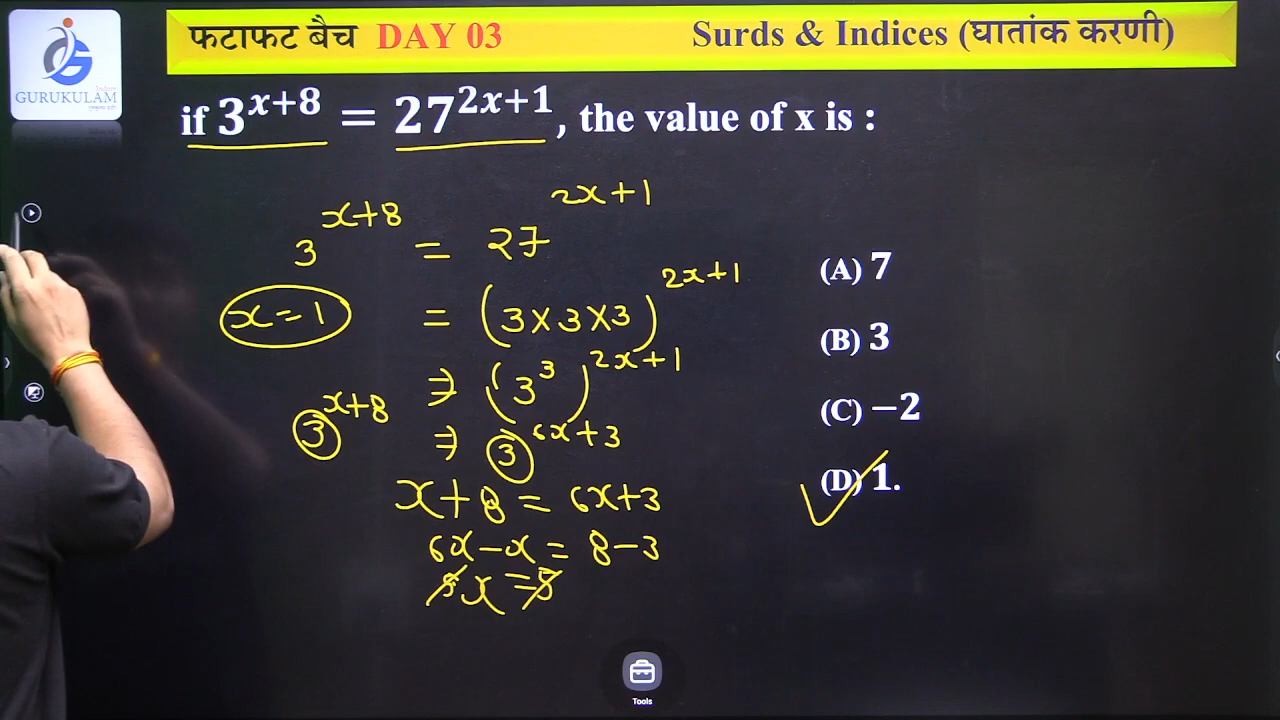 फटाफट बैच DAY 03
Surds & Indices (घातांक करणी)
GURUKULAM
if 3^{x+8} = 27^{2x+1}, the value of x is :
3^{x+8} = 27^{2x+1}
x = 1 = (3×3×3)^{2x+1}
⇒ (3^3)^{2x+1}
3^{x+8} ⇒ 3^{6x+3}
x+8 = 6x+3
6x-x = 8-3
5x = 5
(A) 7
(B) 3
(C) -2
(D) 1.
Tools